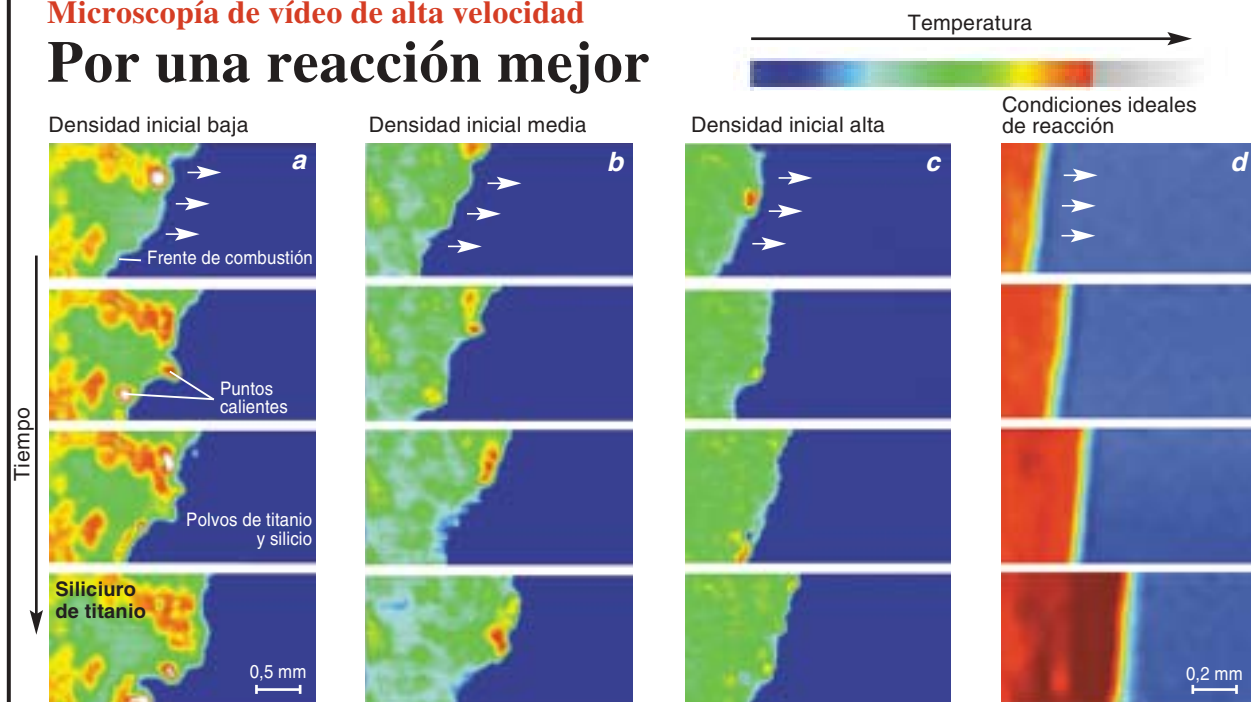 Microscopía de vídeo de alta velocidad
Por una reacción mejor
Temperatura
Densidad inicial baja
Densidad inicial media
Densidad inicial alta
Condiciones ideales
de reacción
a
b
c
d
Frente de combustión
Tiempo
Puntos
calientes
Polvos de titanio
y silicio
Siliciuro
de titanio
0,5 mm
0,2 mm